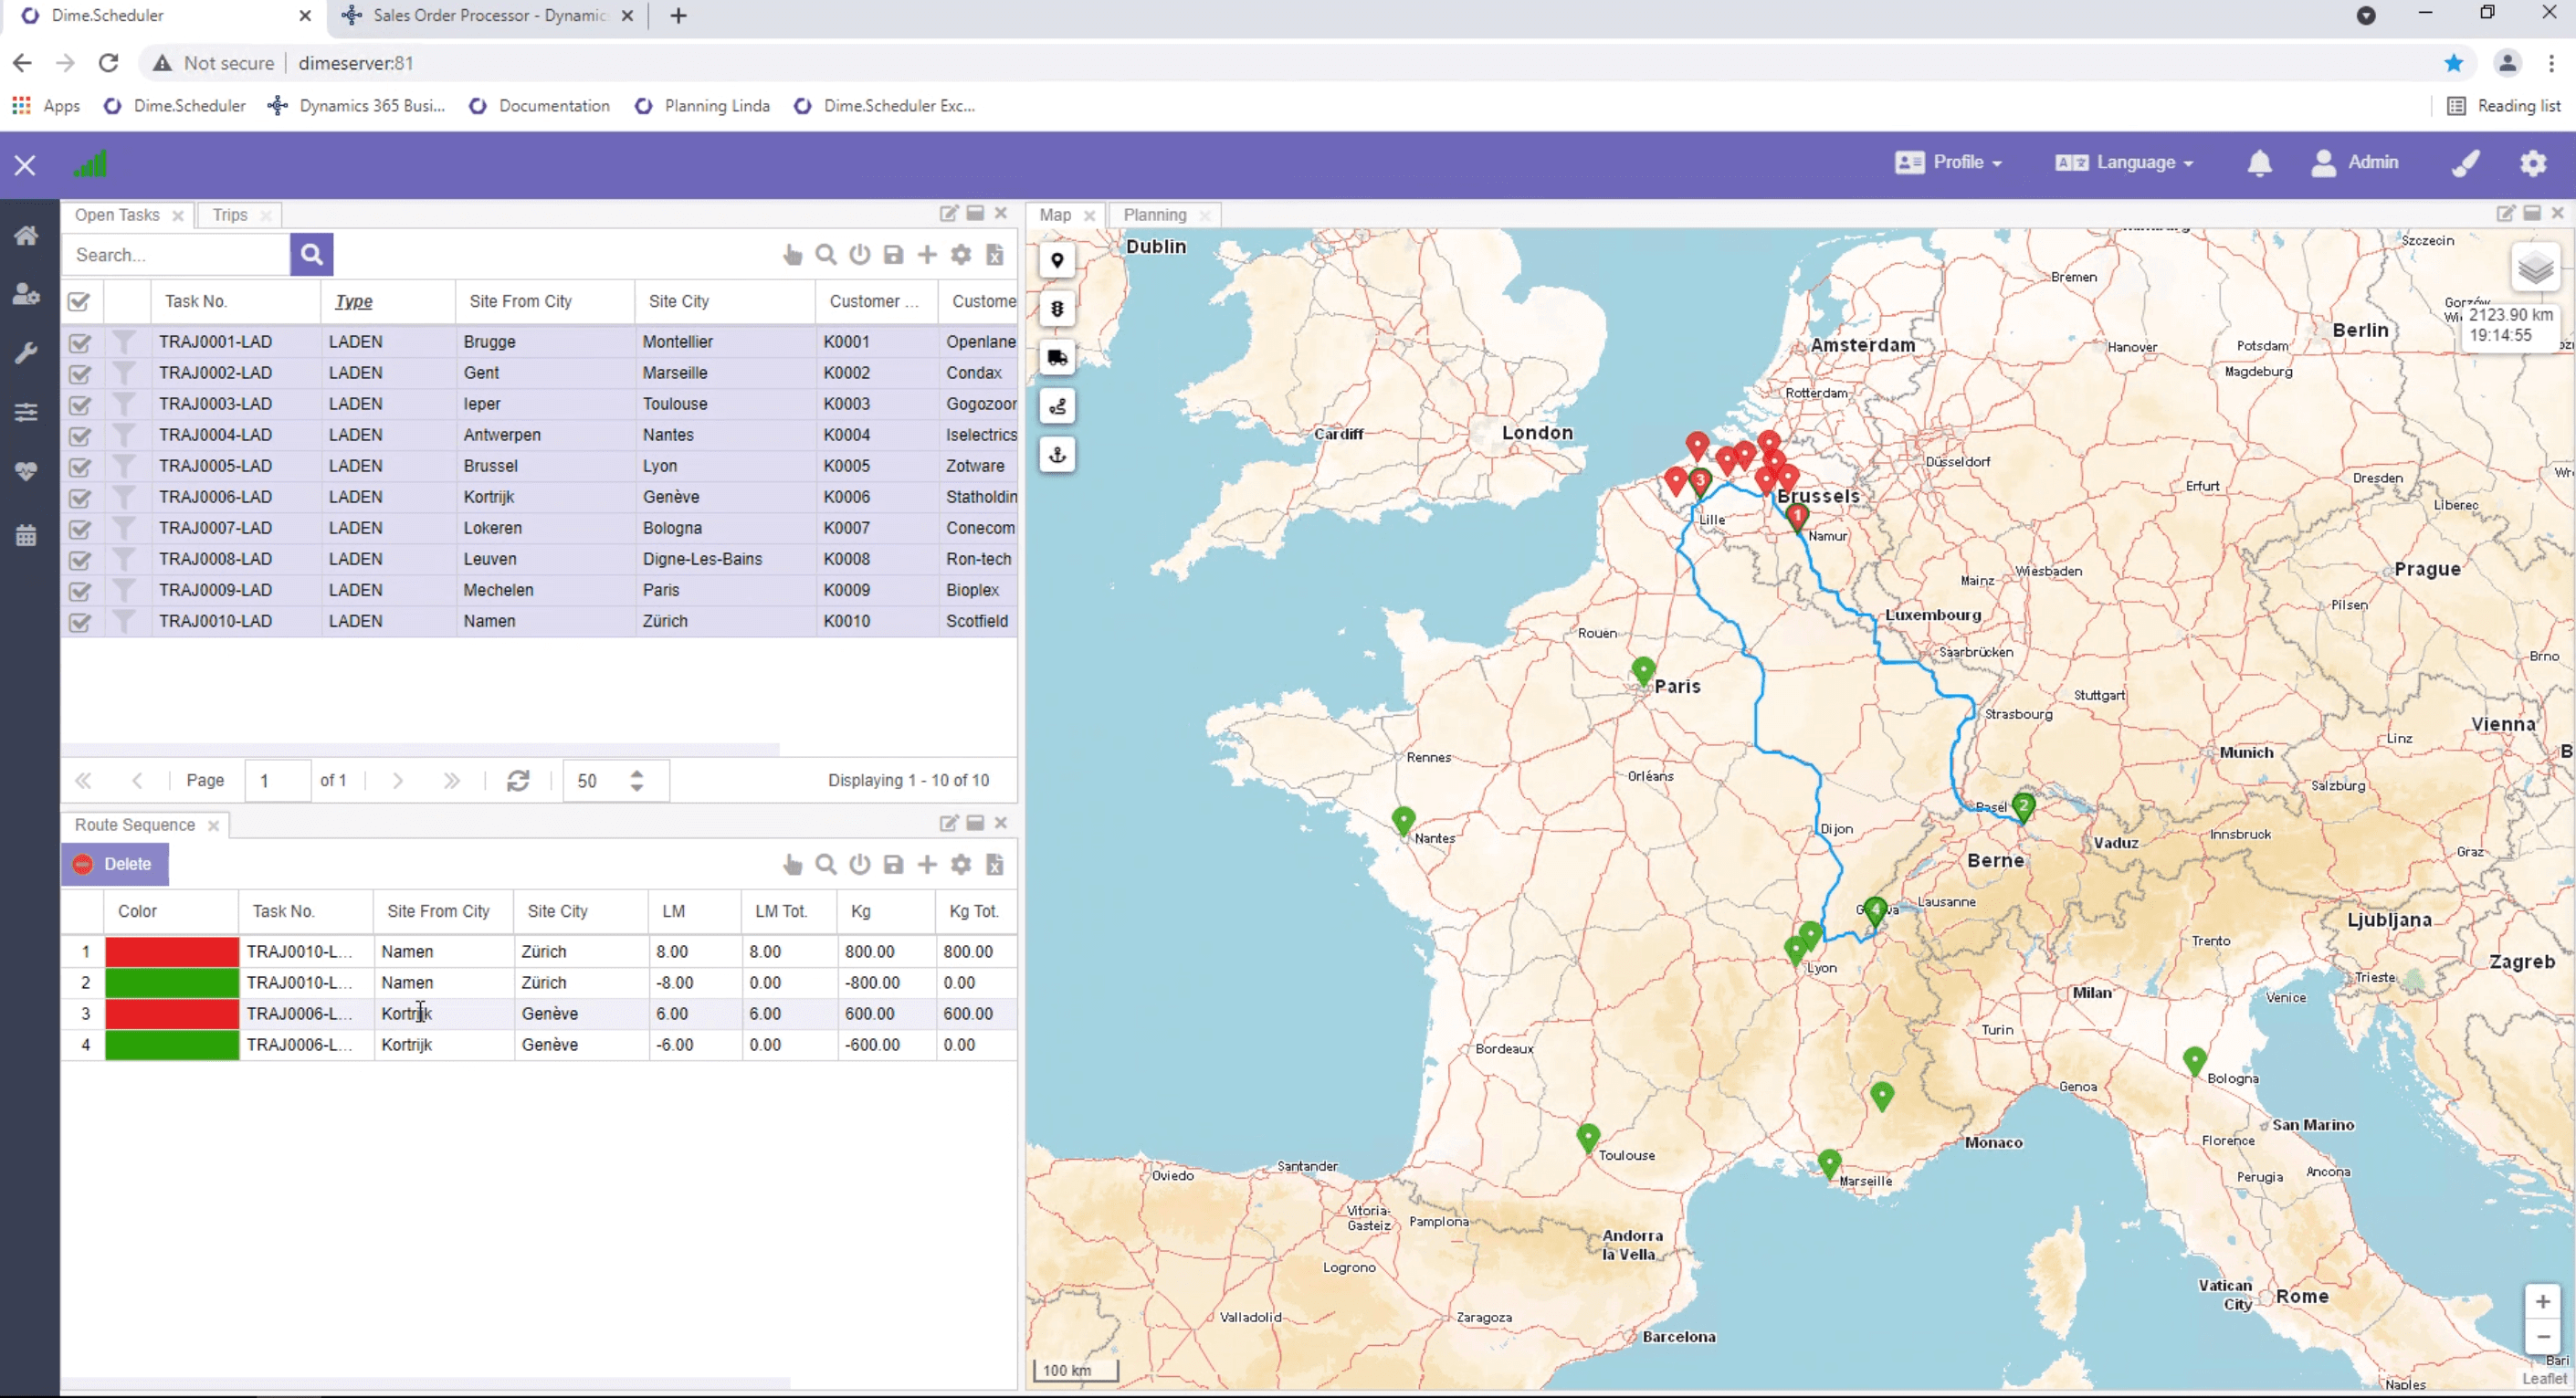 Dime.Scheduler
Sales Order Processor - Dynamic
Not secure
dimeserver:81
Apps
Dime.Scheduler
Dynamics 365 Busi...
Documentation
Planning Linda
Dime.Scheduler Exc...
Reading list
Profile
Language
Admin
Open Tasks
Trips
Search...
Task No. Type Site From City Site City Customer ... Custome
TRAJ0001-LAD LADEN Brugge Montellier K0001 Openlane
TRAJ0002-LAD LADEN Gent Marseille K0002 Condax
TRAJ0003-LAD LADEN Ieper Toulouse K0003 Gogozoor
TRAJ0004-LAD LADEN Antwerpen Nantes K0004 Iselectrics
TRAJ0005-LAD LADEN Brussel Lyon K0005 Zotware
TRAJ0006-LAD LADEN Kortrijk Genève K0006 Statholdin
TRAJ0007-LAD LADEN Lokeren Bologna K0007 Conecom
TRAJ0008-LAD LADEN Leuven Digne-Les-Bains K0008 Ron-tech
TRAJ0009-LAD LADEN Mechelen Paris K0009 Bioplex
TRAJ0010-LAD LADEN Namen Zürich K0010 Scotfield
Page 1 of 1
50
Displaying 1 - 10 of 10
Route Sequence
Delete
Color Task No. Site From City Site City LM LM Tot. Kg Kg Tot.
1 TRAJ0010-L... Namen Zürich 8.00 8.00 800.00 800.00
2 TRAJ0010-L... Namen Zürich -8.00 0.00 -800.00 0.00
3 TRAJ0006-L... Kortrijk Genève 6.00 6.00 600.00 600.00
4 TRAJ0006-L... Kortrijk Genève -6.00 0.00 -600.00 0.00
Map
Planning
2123.90 km
19:14:55
Dublin
Szczecin
Bremen
Berlin
Amsterdam
Hanover
Potsdam
Magdeburg
Rotterdam
Cardiff
London
Düsseldorf
Erfurt
Dresden
Liberec
3
Brussels
1
Lille
Namur
Prague
Mainz
Wiesbaden
Pilsen
Luxembourg
Rouen
Saarbrücken
Brno
Paris
Stuttgart
Strasbourg
Vienna
Linz
Munich
Rennes
Orléans
Salzburg
Basel
2
Nantes
Dijon
Innsbruck
Vaduz
Graz
Berne
4
Lausanne
Ljubljana
Trento
Zagreb
Lyon
Trieste
Milan
Venice
Turin
Bordeaux
Bologna
Genoa
San Marino
Monaco
Florence
Toulouse
Santander
Oviedo
Ancona
Perugia
Marseille
Vitoria-
Gasteiz
Pamplona
Andorra
la Vella
Logrono
Vatican
City
Rome
Valladolid
Zaragoza
Barcelona
100 km
+
−
Bari
Leaflet
Naples